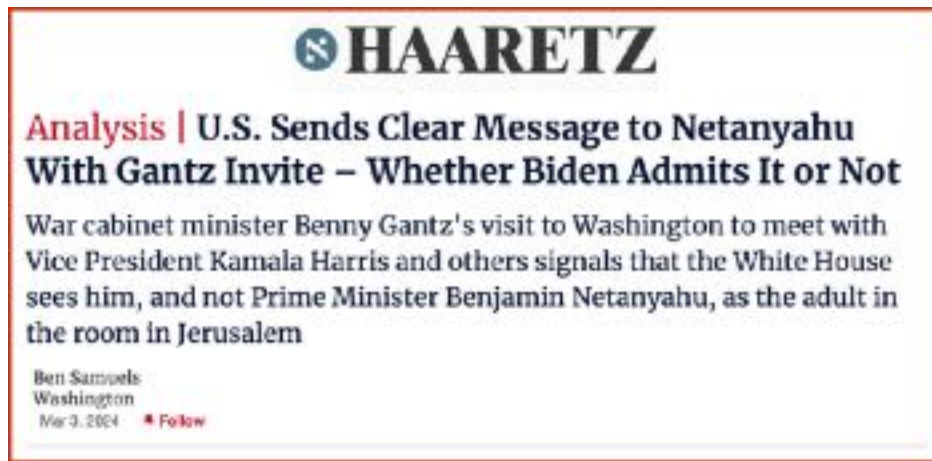 HAARETZ
Analysis | U.S. Sends Clear Message to Netanyahu
With Gantz Invite – Whether Biden Admits It or Not
War cabinet minister Benny Gantz's visit to Washington to meet with
Vice President Kamala Harris and others signals that the White House
sees him, and not Prime Minister Benjamin Netanyahu, as the adult in
the room in Jerusalem
Ben Samuels
Washington
Mar 3, 2024 Follow